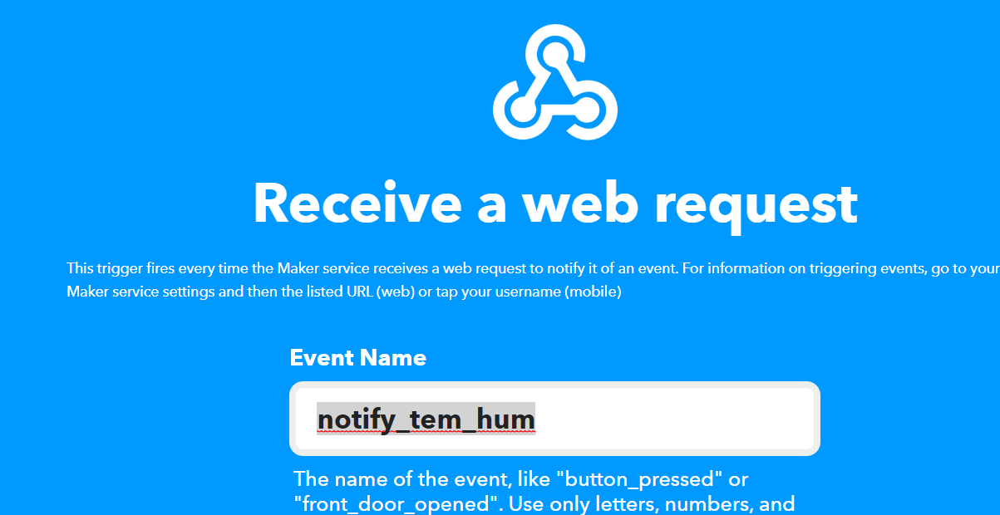 Receive a web request
This trigger fires every time the Maker service receives a web request to notify it of an event. For information on triggering events, go to your
Maker service settings and then the listed URL (web) or tap your username (mobile)
Event Name
notify_tem_hum
The name of the event, like "button_pressed" or
"front_door_opened". Use only letters, numbers, and